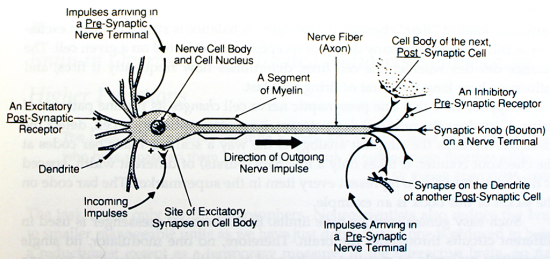 Impulses arriving in
a Pre-Synaptic
Nerve Terminal
Nerve Cell Body
and Cell Nucleus
A Segment
of Myelin
Nerve Fiber
(Axon)
Cell Body of the next,
Post-Synaptic Cell
An Excitatory
Post-Synaptic
Receptor
An Inhibitory
Pre-Synaptic Receptor
Synaptic Knob (Bouton)
on a Nerve Terminal
Dendrite
Direction of Outgoing
Nerve Impulse
Incoming
Impulses
Site of Excitatory
Synapse on Cell Body
Synapse on the Dendrite
of another Post-Synaptic Cell
Impulses Arriving in
a Pre-Synaptic
Nerve Terminal